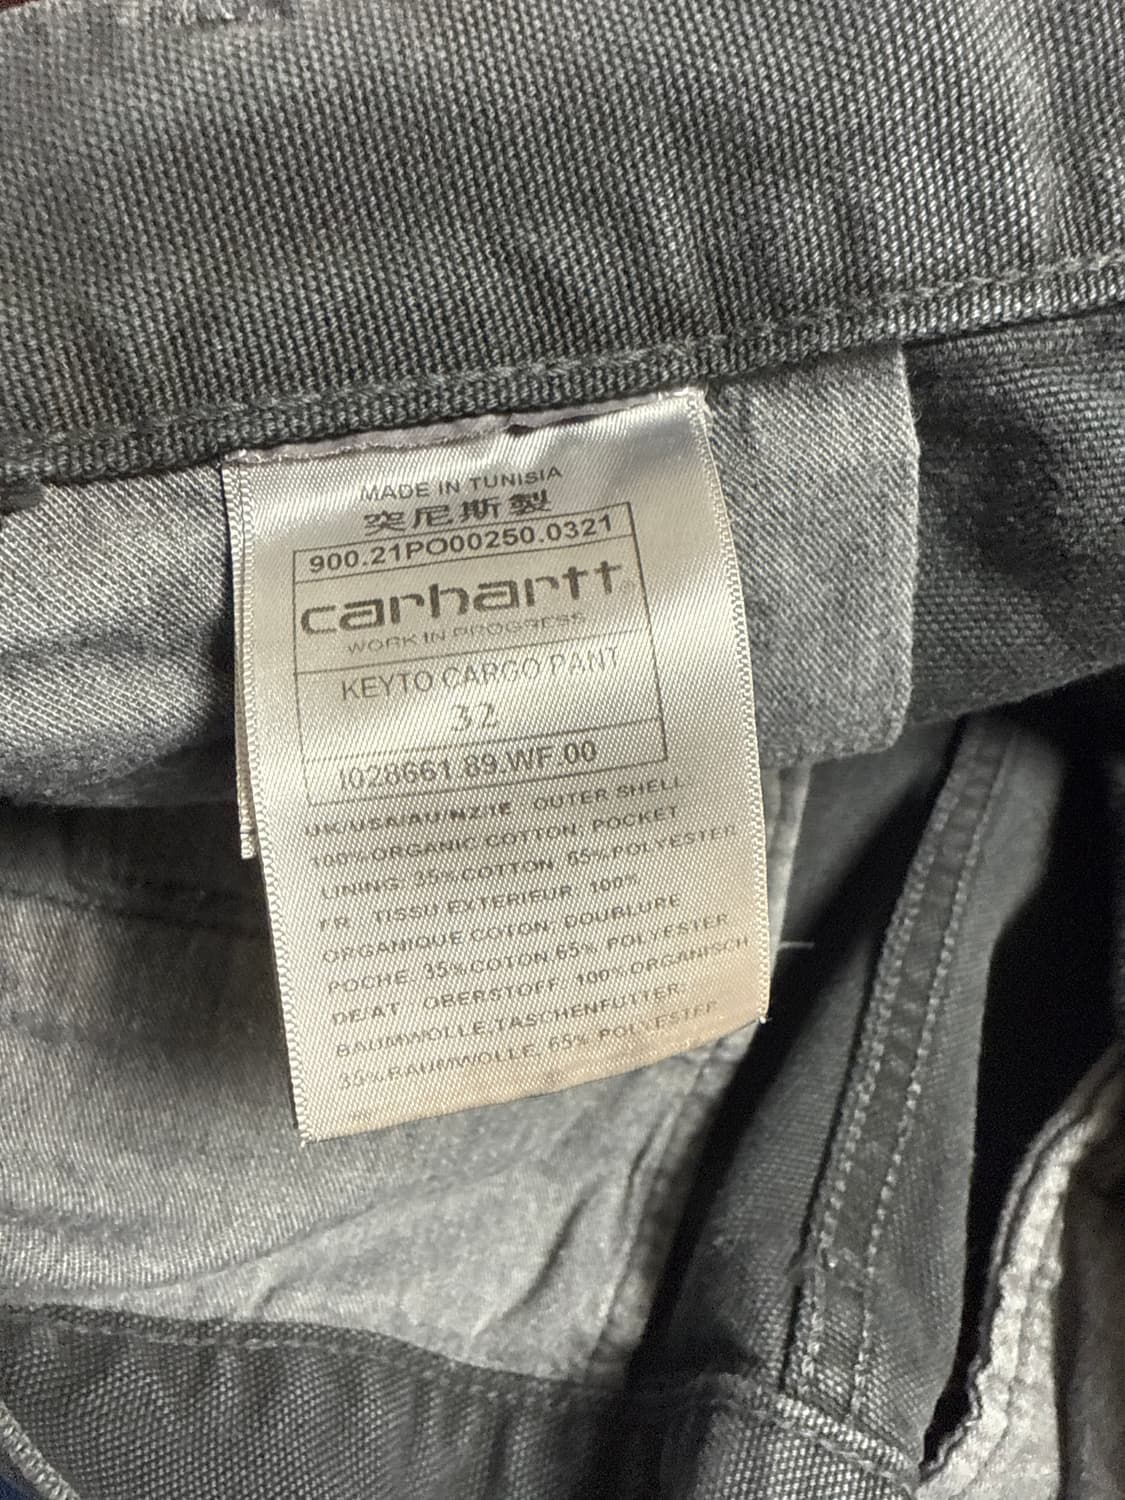 MADE IN TUNISIA
突尼斯製
900.21PO00250.0321
carhartt
WORK IN PROGRESS
KEYTO CARGO PANT
32
I028661.89.WF.00
UK/USA/AU/NZ/IE : OUTER SHELL:
100%ORGANIC COTTON; POCKET
LINING: 35%COTTON, 65%POLYESTER
FR : TISSU EXTERIEUR: 100%
ORGANIQUE COTON; DOUBLURE
POCHE: 35%COTON,65% POLYESTER
DE/AT : OBERSTOFF: 100%ORGANISCH
BAUMWOLLE,TASCHENFUTTER:
35%BAUMWOLLE, 65% POLYESTER